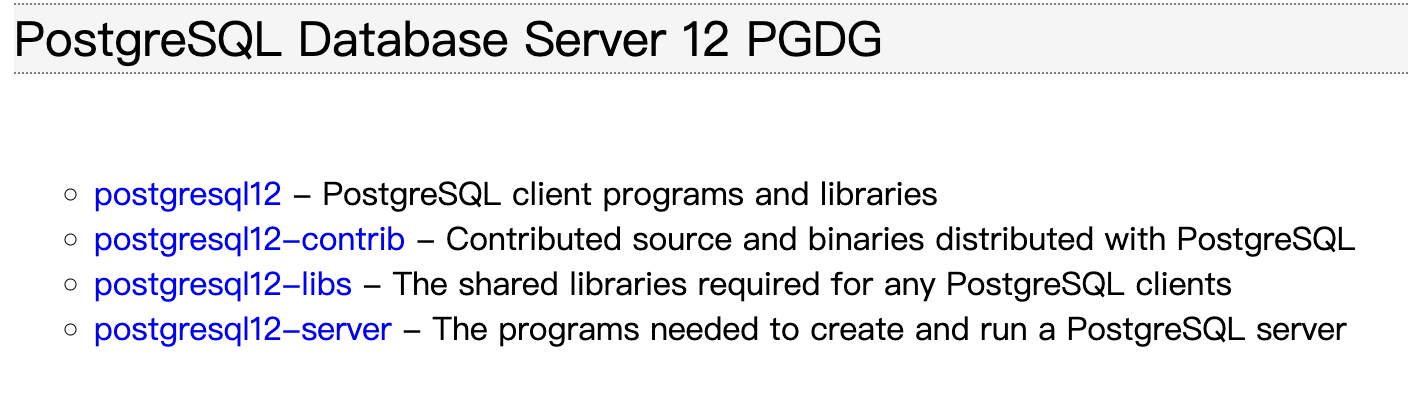 PostgreSQL Database Server 12 PGDG
postgresql12 – PostgreSQL client programs and libraries
postgresql12–contrib – Contributed source and binaries distributed with PostgreSQL
postgresql12–libs – The shared libraries required for any PostgreSQL clients
postgresql12–server – The programs needed to create and run a PostgreSQL server